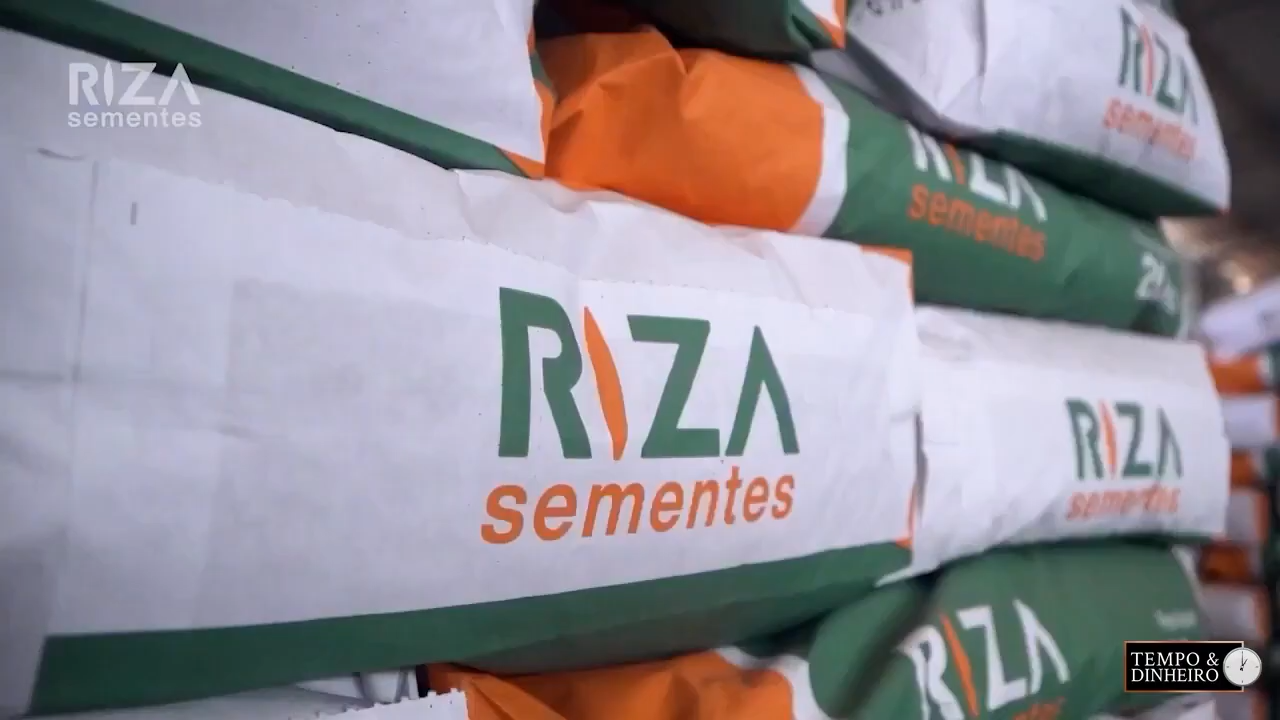 RIZA
sementes
RIZA
sementes
RIZA
sementes
RIZA
sementes
RIZA
sementes
RIZA
TEMPO &
DINHEIRO